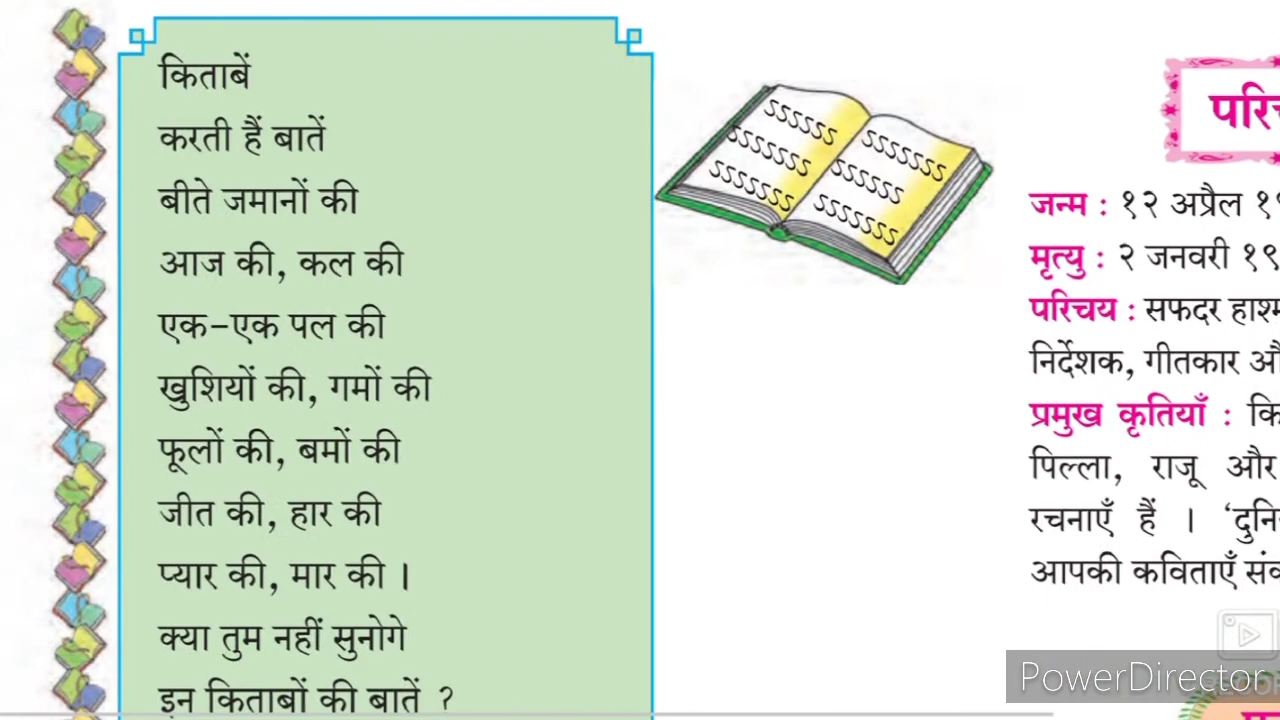 किताबें
करती हैं बातें
बीते जमानों की
आज की, कल की
एक-एक पल की
खुशियों की, गमों की
फूलों की, बमों की
जीत की, हार की
प्यार की, मार की ।
क्या तुम नहीं सुनोगे
इन किताबों की बातें ?
जन्म : १२ अप्रैल
मृत्यु : २ जनवरी
परिचय : सफदर
निर्देशक, गीतकार
प्रमुख कृतियाँ :
पिल्ला, राजू और
रचनाएँ हैं ।
आपकी कविताएँ
PowerDirector